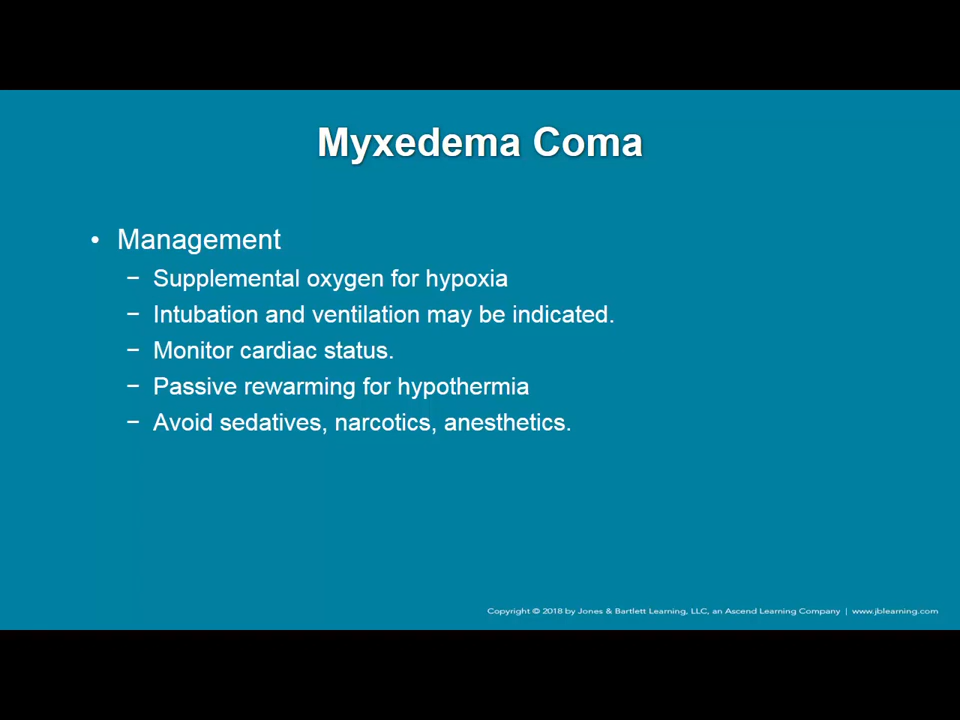 Myxedema Coma
• Management
− Supplemental oxygen for hypoxia
− Intubation and ventilation may be indicated.
− Monitor cardiac status.
− Passive rewarming for hypothermia
− Avoid sedatives, narcotics, anesthetics.
Copyright © 2018 by Jones & Bartlett Learning, LLC, an Ascend Learning Company | www.jblearning.com